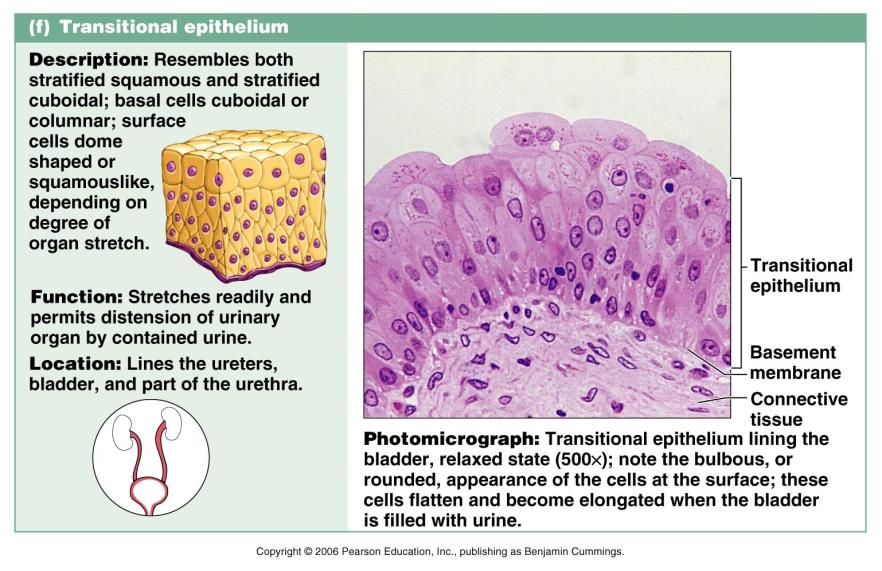 (f) Transitional epithelium
Description: Resembles both
stratified squamous and stratified
cuboidal; basal cells cuboidal or
columnar; surface
cells dome
shaped or
squamouslike,
depending on
degree of
organ stretch.
Function: Stretches readily and
permits distension of urinary
organ by contained urine.
Location: Lines the ureters,
bladder, and part of the urethra.
Transitional
epithelium
Basement
membrane
Connective
tissue
Photomicrograph: Transitional epithelium lining the
bladder, relaxed state (500×); note the bulbous, or
rounded, appearance of the cells at the surface; these
cells flatten and become elongated when the bladder
is filled with urine.
Copyright © 2006 Pearson Education, Inc., publishing as Benjamin Cummings.